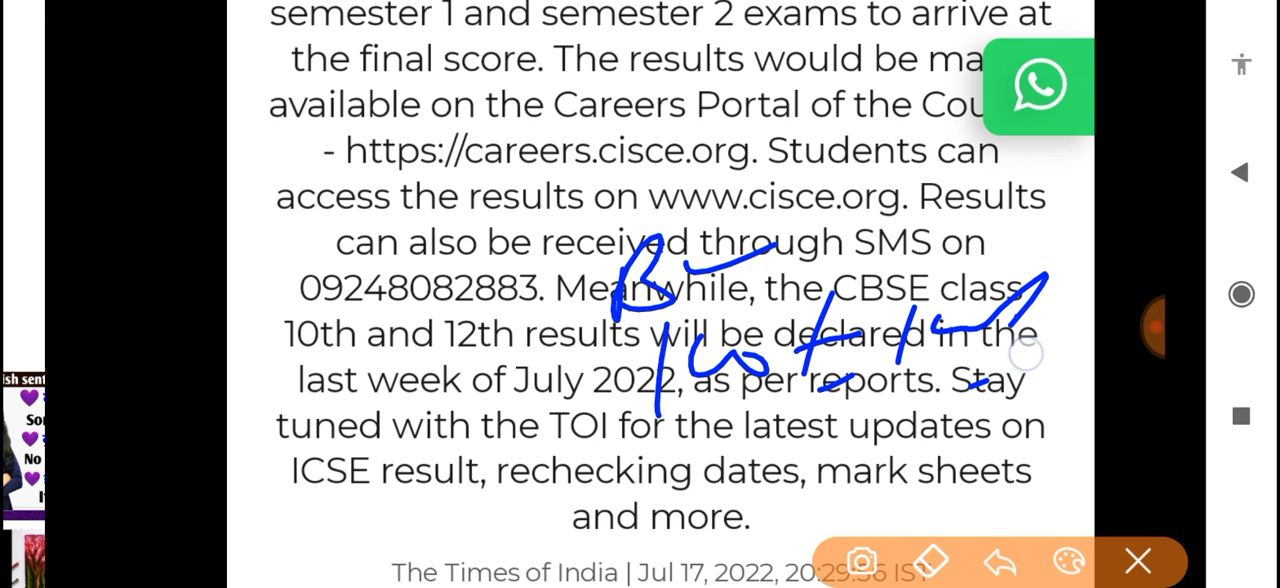 semester 1 and semester 2 exams to arrive at
the final score. The results would be ma
available on the Careers Portal of the Cou
- https://careers.cisce.org. Students can
access the results on www.cisce.org. Results
can also be received through SMS on
09248082883. Meanwhile, the CBSE class
10th and 12th results will be declared in the
last week of July 2022, as per reports. Stay
tuned with the TOI for the latest updates on
ICSE result, rechecking dates, mark sheets
and more.
The Times of India | Jul 17, 2022, 20:29:56 IST
ish sent
So
No